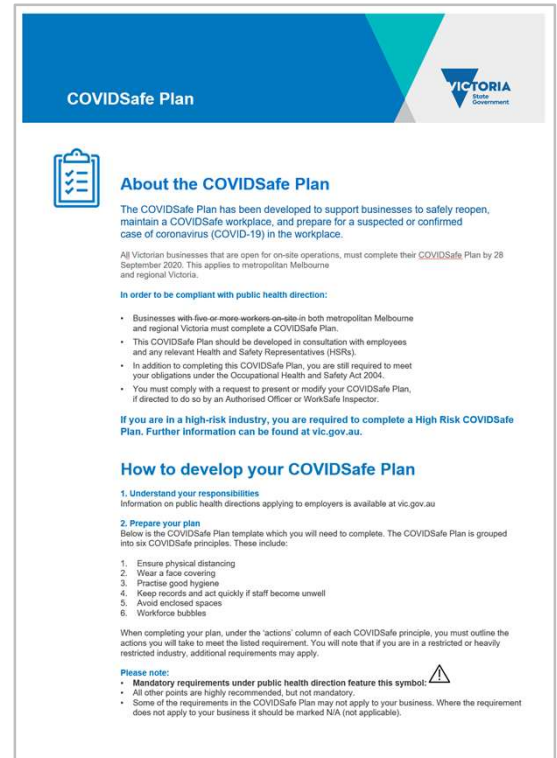 COVIDSafe Plan
VICTORIA
State
Government
About the COVIDSafe Plan
The COVIDSafe Plan has been developed to support businesses to safely reopen,
maintain a COVIDSafe workplace, and prepare for a suspected or confirmed
case of coronavirus (COVID-19) in the workplace.
All Victorian businesses that are open for on-site operations, must complete their COVIDSafe Plan by 28
September 2020. This applies to metropolitan Melbourne
and regional Victoria.
In order to be compliant with public health direction:
• Businesses with five or more workers on-site in both metropolitan Melbourne
and regional Victoria must complete a COVIDSafe Plan.
• This COVIDSafe Plan should be developed in consultation with employees
and any relevant Health and Safety Representatives (HSRs).
• In addition to completing this COVIDSafe Plan, you are still required to meet
your obligations under the Occupational Health and Safety Act 2004.
• You must comply with a request to present or modify your COVIDSafe Plan,
if directed to do so by an Authorised Officer or WorkSafe Inspector.
If you are in a high-risk industry, you are required to complete a High Risk COVIDSafe
Plan. Further information can be found at vic.gov.au.
How to develop your COVIDSafe Plan
1. Understand your responsibilities
Information on public health directions applying to employers is available at vic.gov.au
2. Prepare your plan
Below is the COVIDSafe Plan template which you will need to complete. The COVIDSafe Plan is grouped
into six COVIDSafe principles. These include:
1. Ensure physical distancing
2. Wear a face covering
3. Practise good hygiene
4. Keep records and act quickly if staff become unwell
5. Avoid enclosed spaces
6. Workforce bubbles
When completing your plan, under the 'actions' column of each COVIDSafe principle, you must outline the
actions you will take to meet the listed requirement. You will note that if you are in a restricted or heavily
restricted industry, additional requirements may apply.
Please note:
• Mandatory requirements under public health direction feature this symbol:
• All other points are highly recommended, but not mandatory.
• Some of the requirements in the COVIDSafe Plan may not apply to your business. Where the requirement
does not apply to your business it should be marked N/A (not applicable).